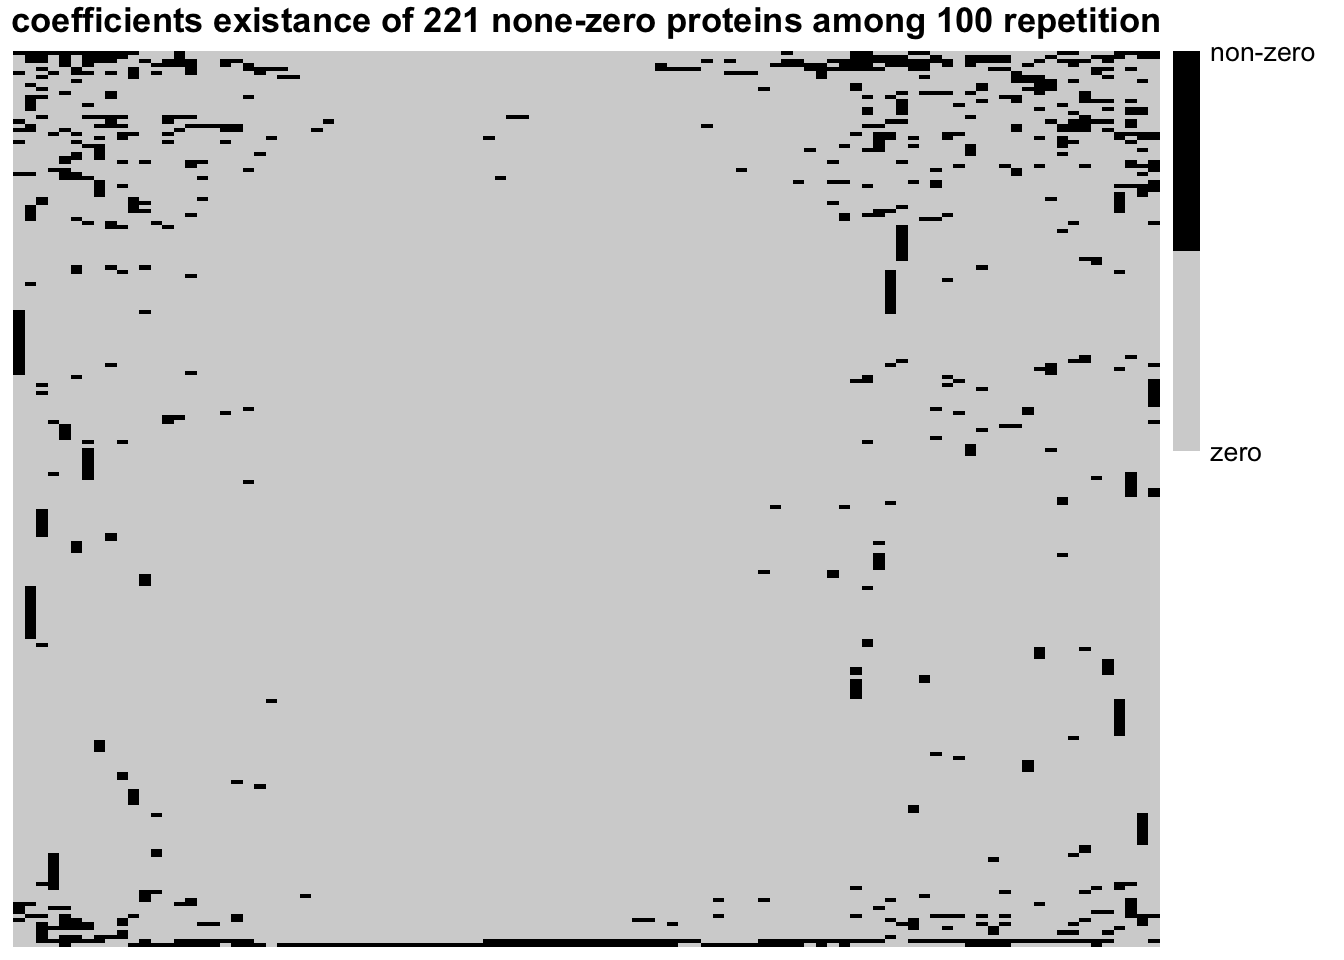 coefficients existance of 221 none-zero proteins among 100 repetition
non-zero
zero